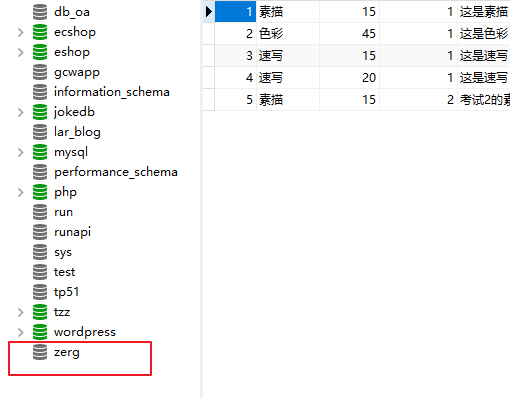 db_oa
ecshop
eshop
gcwapp
information_schema
jokedb
lar_blog
mysql
performance_schema
php
run
runapi
sys
test
tp51
tzz
wordpress
zerg
1 素描 15 1 这是素描
2 色彩 45 1 这是色彩
3 速写 15 1 这是速写
4 速写 20 1 这是速写
5 素描 15 2 考试2的素